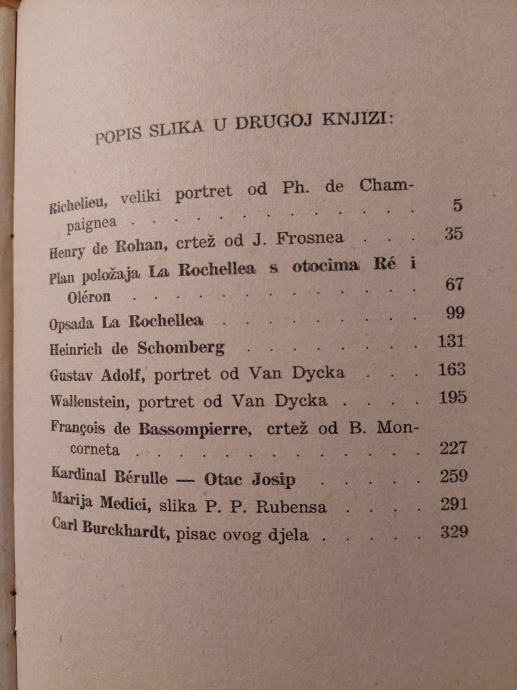 POPIS SLIKA U DRUGOJ KNJIZI:
Richelieu, veliki portret od Ph. de Cham-
paignea . . . . . . . . . . . . 5
Henry de Rohan, crtež od J. Frosnea . . . 35
Plan položaja La Rochellea s otocima Ré i
Oléron . . . . . . . . . . . . . 67
Opsada La Rochellea . . . . . . . . . 99
Heinrich de Schomberg . . . . . . . . 131
Gustav Adolf, portret od Van Dycka . . . 163
Wallenstein, portret od Van Dycka . . . . 195
François de Bassompierre, crtež od B. Mon-
corneta . . . . . . . . . . . . . 227
Kardinal Bérulle — Otac Josip . . . . . 259
Marija Medici, slika P. P. Rubensa . . . . 291
Carl Burckhardt, pisac ovog djela . . . . . 329